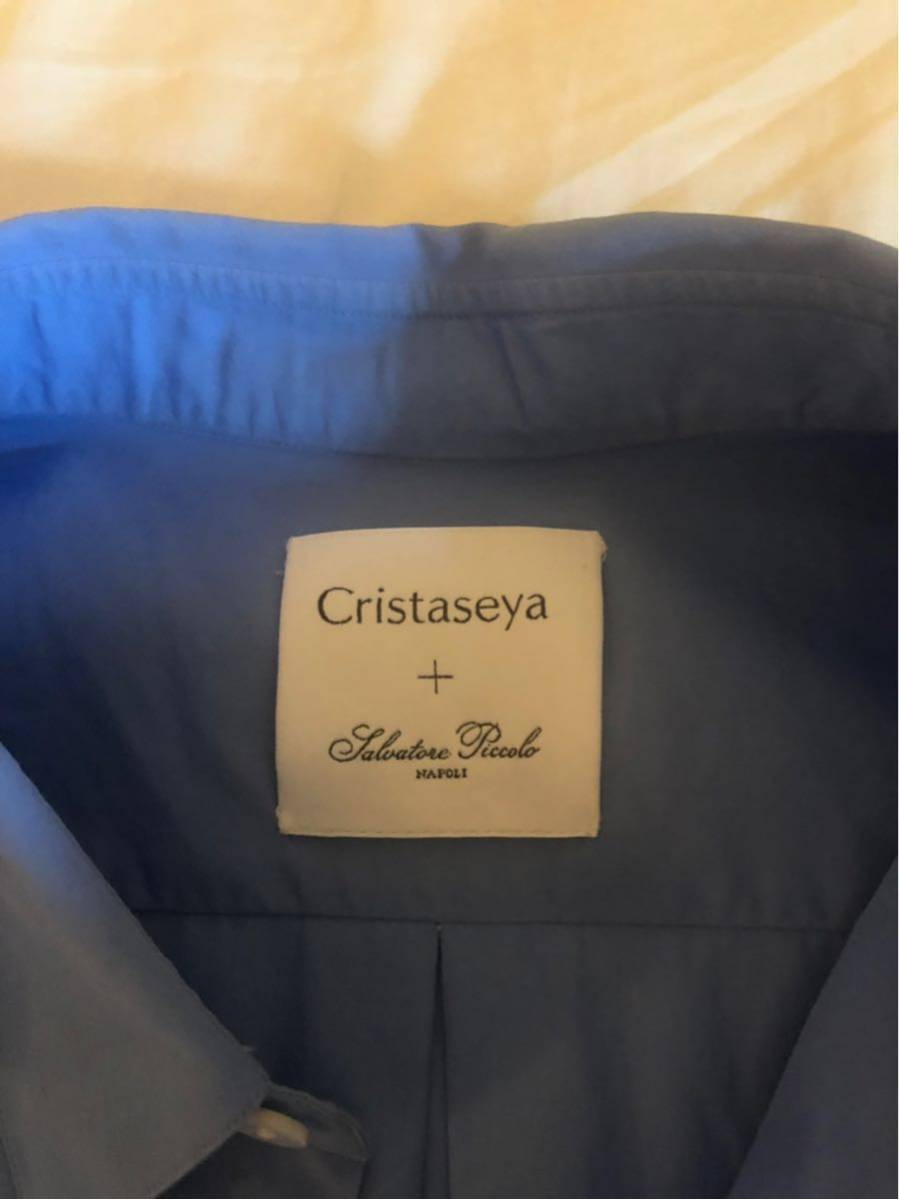 Cristaseya
+
Salvatore Piccolo
NAPOLI